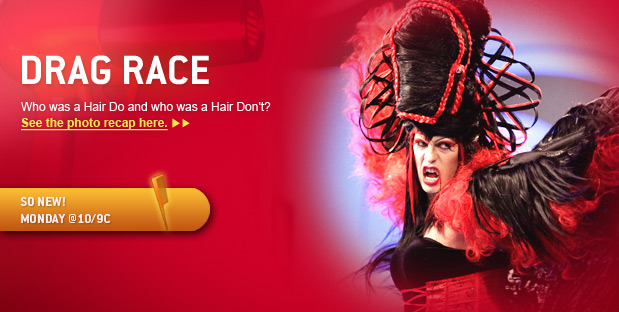 DRAG RACE
Who was a Hair Do and who was a Hair Don't?
See the photo recap here.
SO NEW!
MONDAY @10/9C